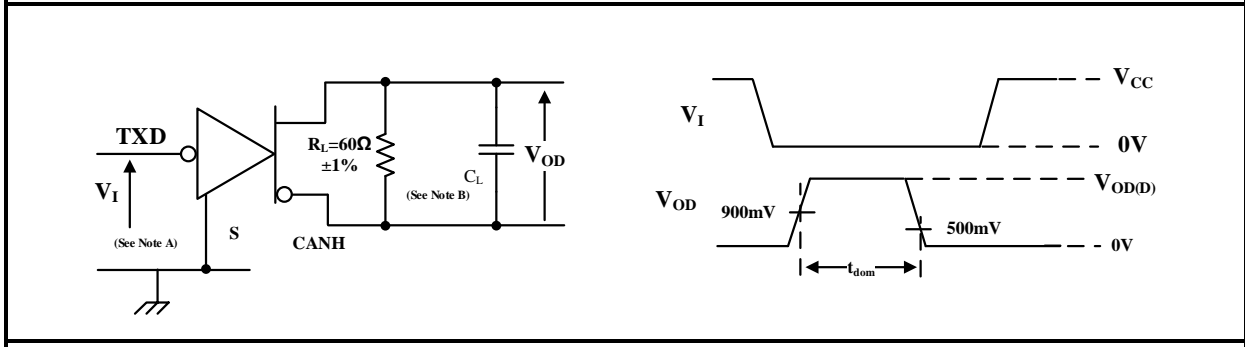 TXD
V_I
(See Note A)
S
CANH
R_L=60Ω
±1%
(See Note B)
C_L
V_OD
V_I
V_CC
0V
V_OD
900mV
V_OD(D)
500mV
0V
t_dom